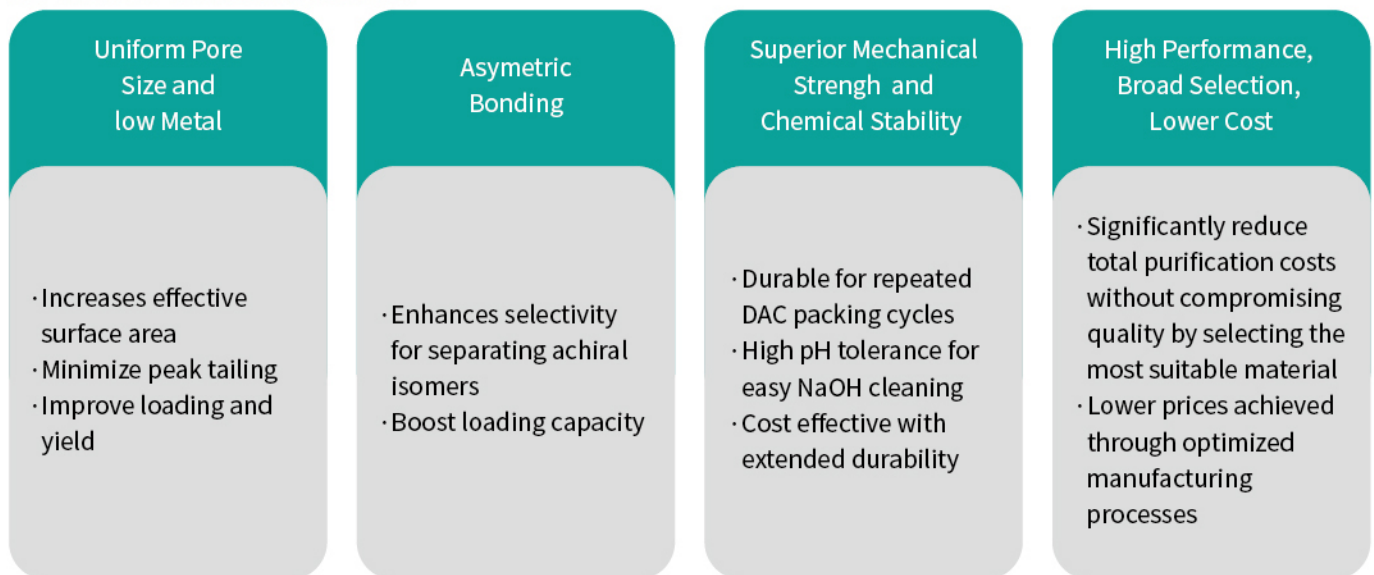 Uniform Pore
Size and
low Metal
· Increases effective
surface area
· Minimize peak tailing
· Improve loading and
yield
Asymetric
Bonding
· Enhances selectivity
for separating achiral
isomers
· Boost loading capacity
Superior Mechanical
Strengh and
Chemical Stability
· Durable for repeated
DAC packing cycles
· High pH tolerance for
easy NaOH cleaning
· Cost effective with
extended durability
High Performance,
Broad Selection,
Lower Cost
· Significantly reduce
total purification costs
without compromising
quality by selecting the
most suitable material
· Lower prices achieved
through optimized
manufacturing
processes